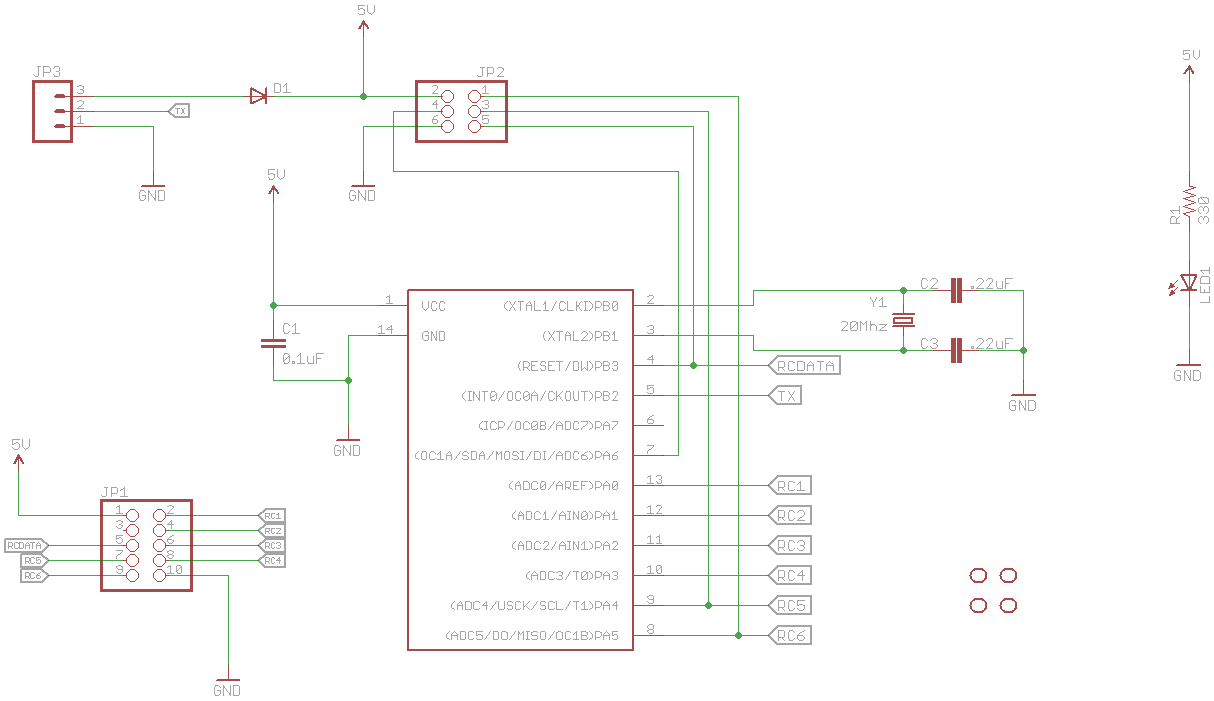 5V
JP3
3
2
1
TX
GND
D1
5V
JP2
2
1
4
3
6
5
GND
5V
R1
330
LED1
GND
5V
C1
0.1uF
GND
1
VCC
14
GND
(XTAL1/CLKI)PB0
2
(XTAL2)PB1
3
(RESET/DW)PB3
4
RCDATA
(INT0/OC0A/CKOUT)PB2
5
TX
(ICP/OC0B/ADC7)PA7
6
(OC1A/SDA/MOSI/DI/ADC6)PA6
7
(ADC0/AREF)PA0
13
RC1
(ADC1/AIN0)PA1
12
RC2
(ADC2/AIN1)PA2
11
RC3
(ADC3/T0)PA3
10
RC4
(ADC4/USCK/SCL/T1)PA4
9
RC5
(ADC5/DO/MISO/OC1B)PA5
8
RC6
Y1
20Mhz
C2
.22uF
C3
.22uF
GND
5V
JP1
1
2
RC1
3
4
RC2
RCDATA
5
6
RC3
RC5
7
8
RC4
RC6
9
10
GND